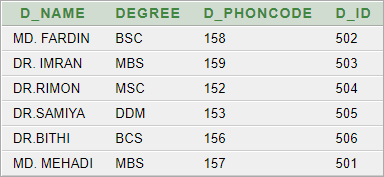 D_NAME DEGREE D_PHONCODE D_ID
MD. FARDIN BSC 158 502
DR. IMRAN MBS 159 503
DR.RIMON MSC 152 504
DR.SAMIYA DDM 153 505
DR.BITHI BCS 156 506
MD. MEHADI MBS 157 501